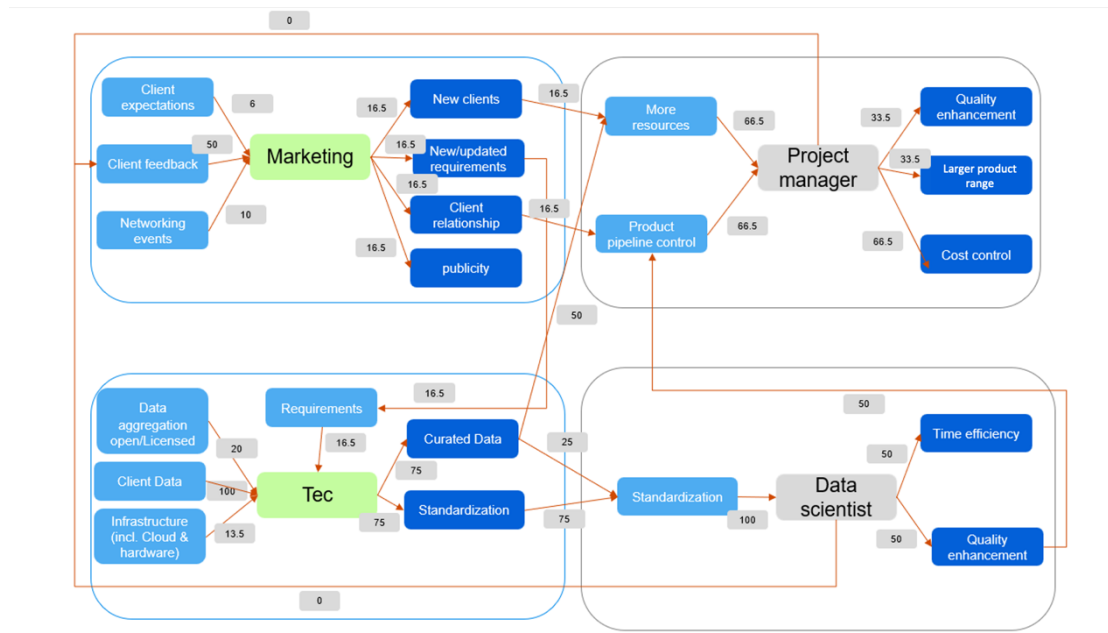 0
Client
expectations
6
50
Client feedback
Networking
events
10
Marketing
16.5
16.5
16.5
16.5
New clients
New/updated
requirements
Client
relationship
publicity
16.5
16.5
More
resources
Product
pipeline control
66.5
66.5
Project
manager
33.5
33.5
66.5
Quality
enhancement
Larger product
range
Cost control
50
Data
aggregation
open/Licensed
Client Data
Infrastructure
(incl. Cloud &
hardware)
20
100
13.5
Requirements
16.5
16.5
Tec
75
75
Curated Data
Standardization
25
75
Standardization
100
Data
scientist
50
50
50
Time efficiency
Quality
enhancement
0